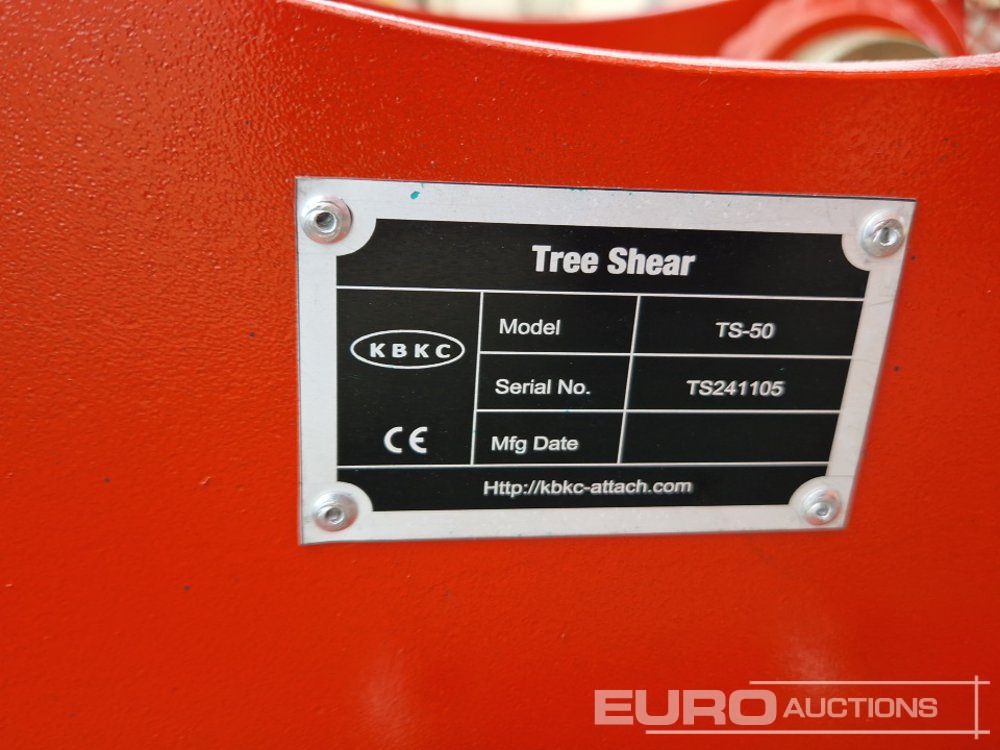 Tree Shear
KBKC
CE
Model TS-50
Serial No. TS241105
Mfg Date
Http://kbkc-attach.com
EURO AUCTIONS